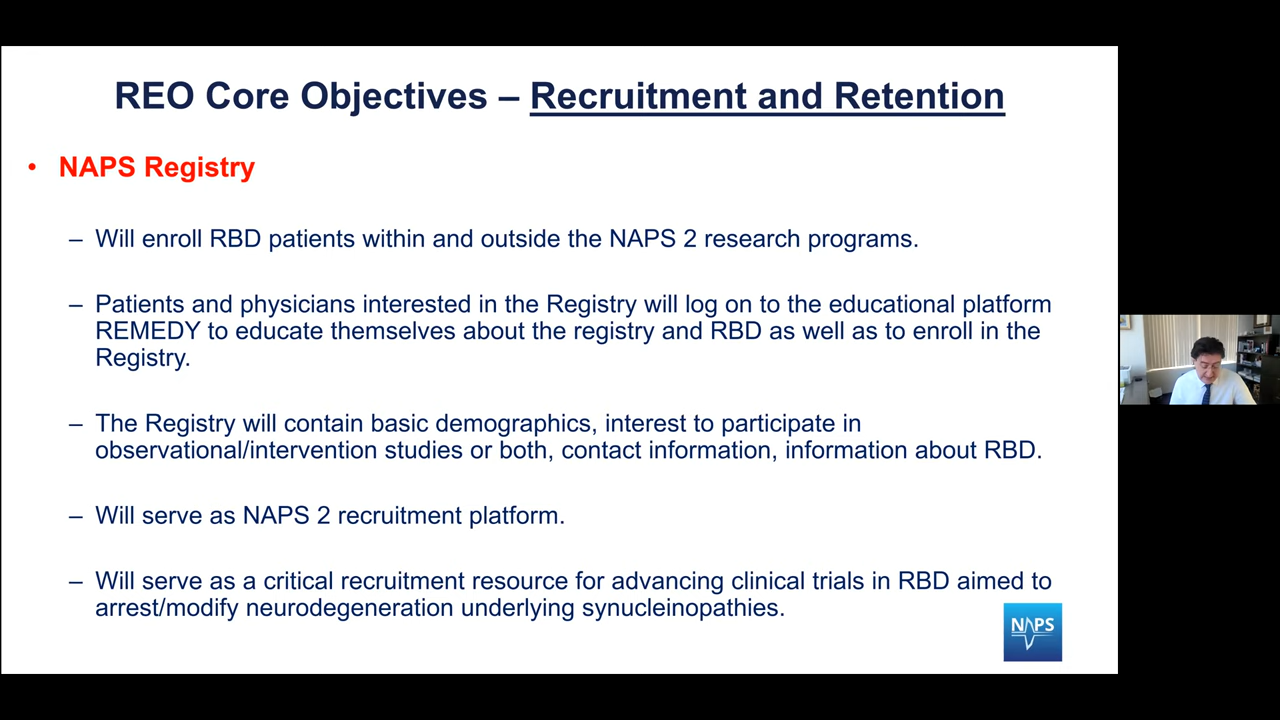 REO Core Objectives – Recruitment and Retention
• NAPS Registry
– Will enroll RBD patients within and outside the NAPS 2 research programs.
– Patients and physicians interested in the Registry will log on to the educational platform
REMEDY to educate themselves about the registry and RBD as well as to enroll in the
Registry.
– The Registry will contain basic demographics, interest to participate in
observational/intervention studies or both, contact information, information about RBD.
– Will serve as NAPS 2 recruitment platform.
– Will serve as a critical recruitment resource for advancing clinical trials in RBD aimed to
arrest/modify neurodegeneration underlying synucleinopathies.
NAPS